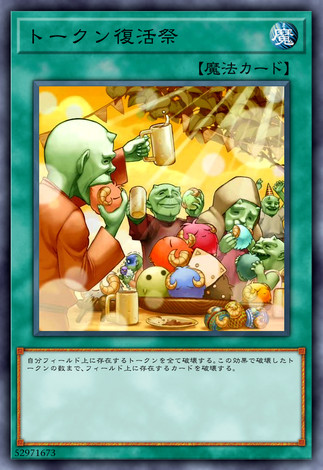 トークン復活祭
魔
【魔法カード】
自分フィールド上に存在するトークンを全て破壊する。この効果で破壊したト
ークンの数まで、フィールド上に存在するカードを破壊する。
52971673